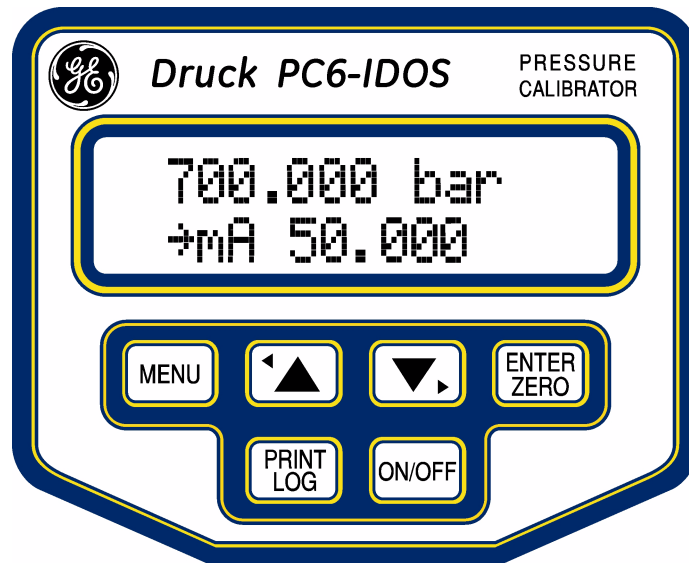 GE
Druck PC6-IDOS
PRESSURE
CALIBRATOR
700.000 bar
→mA 50.000
MENU
ENTER
ZERO
PRINT
LOG
ON/OFF